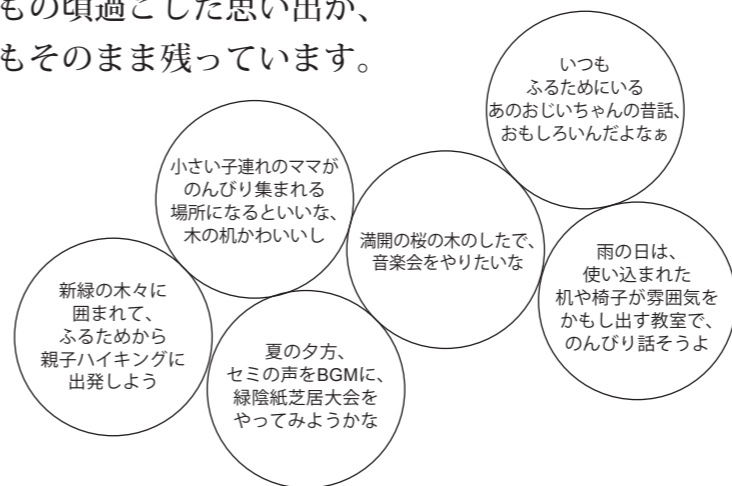 もの頃過ごした思い出が、
もそのまま残っています。
いつも
ふるためにいる
あのおじいちゃんの昔話、
おもしろいんだよなぁ
小さい子連れのママが
のんびり集まれる
場所になるといいな、
木の机かわいいし
満開の桜の木のしたで、
音楽会をやりたいな
雨の日は、
使い込まれた
机や椅子が雰囲気を
かもし出す教室で、
のんびり話そうよ
新緑の木々に
囲まれて、
ふるためから
親子ハイキングに
出発しよう
夏の夕方、
セミの声をBGMに、
緑陰紙芝居大会を
やってみようかな